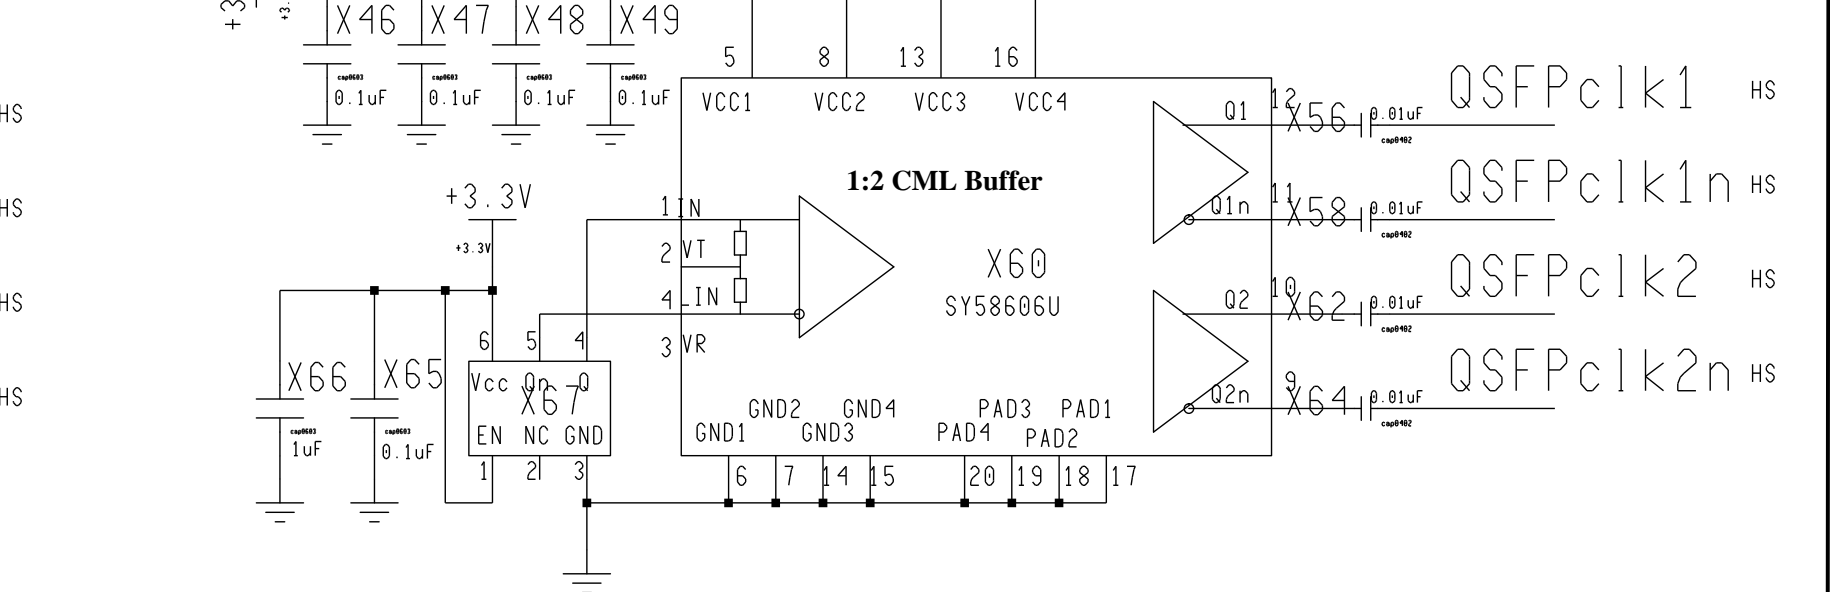 X46 X47 X48 X49
cap0603 cap0603 cap0603 cap0603
0.1uF 0.1uF 0.1uF 0.1uF
5 8 13 16
VCC1 VCC2 VCC3 VCC4
HS
HS
HS
HS
+3.3V
+3.3V
1:2 CML Buffer
X60
SY58606U
1 IN
2 VT
4 _IN
3 VR
Q1 12 X56 0.01uF QSFPclk1 HS
cap0402
Q1n 11 X58 0.01uF QSFPclk1n HS
cap0402
Q2 10 X62 0.01uF QSFPclk2 HS
cap0402
Q2n 9 X64 0.01uF QSFPclk2n HS
cap0402
X66 X65
cap0603 cap0603
1uF 0.1uF
6 5 4
Vcc Qn Q
X67
EN NC GND
1 2 3
GND2 GND4 PAD3 PAD1
GND1 GND3 PAD4 PAD2
6 7 14 15 20 19 18 17